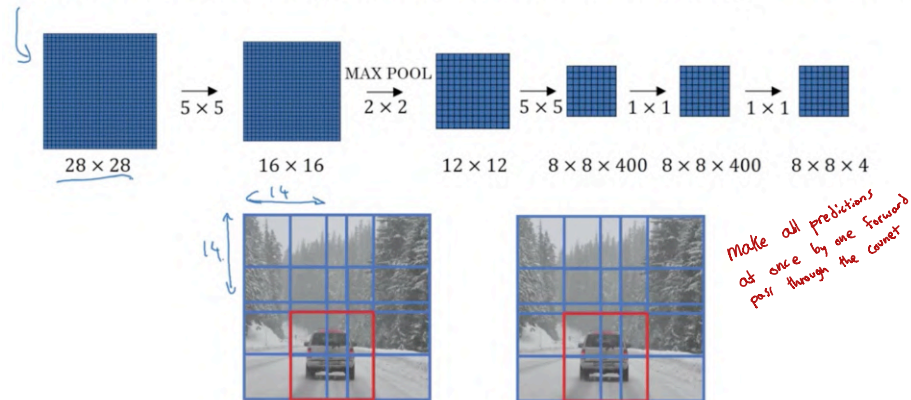 MAX POOL
5 × 5
2 × 2
5 × 5
1 × 1
1 × 1
28 × 28
16 × 16
12 × 12
8 × 8 × 400
8 × 8 × 400
8 × 8 × 4
14
14
Make all predictions
at once by one forward
pass through the covnet